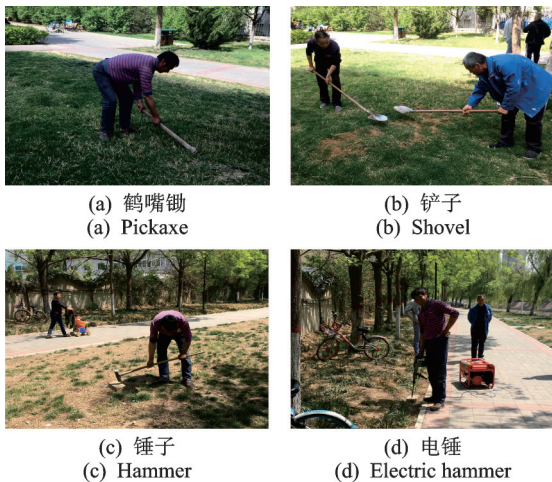 (a) 鹤嘴锄
(a) Pickaxe
(b) 铲子
(b) Shovel
(c) 锤子
(c) Hammer
(d) 电锤
(d) Electric hammer